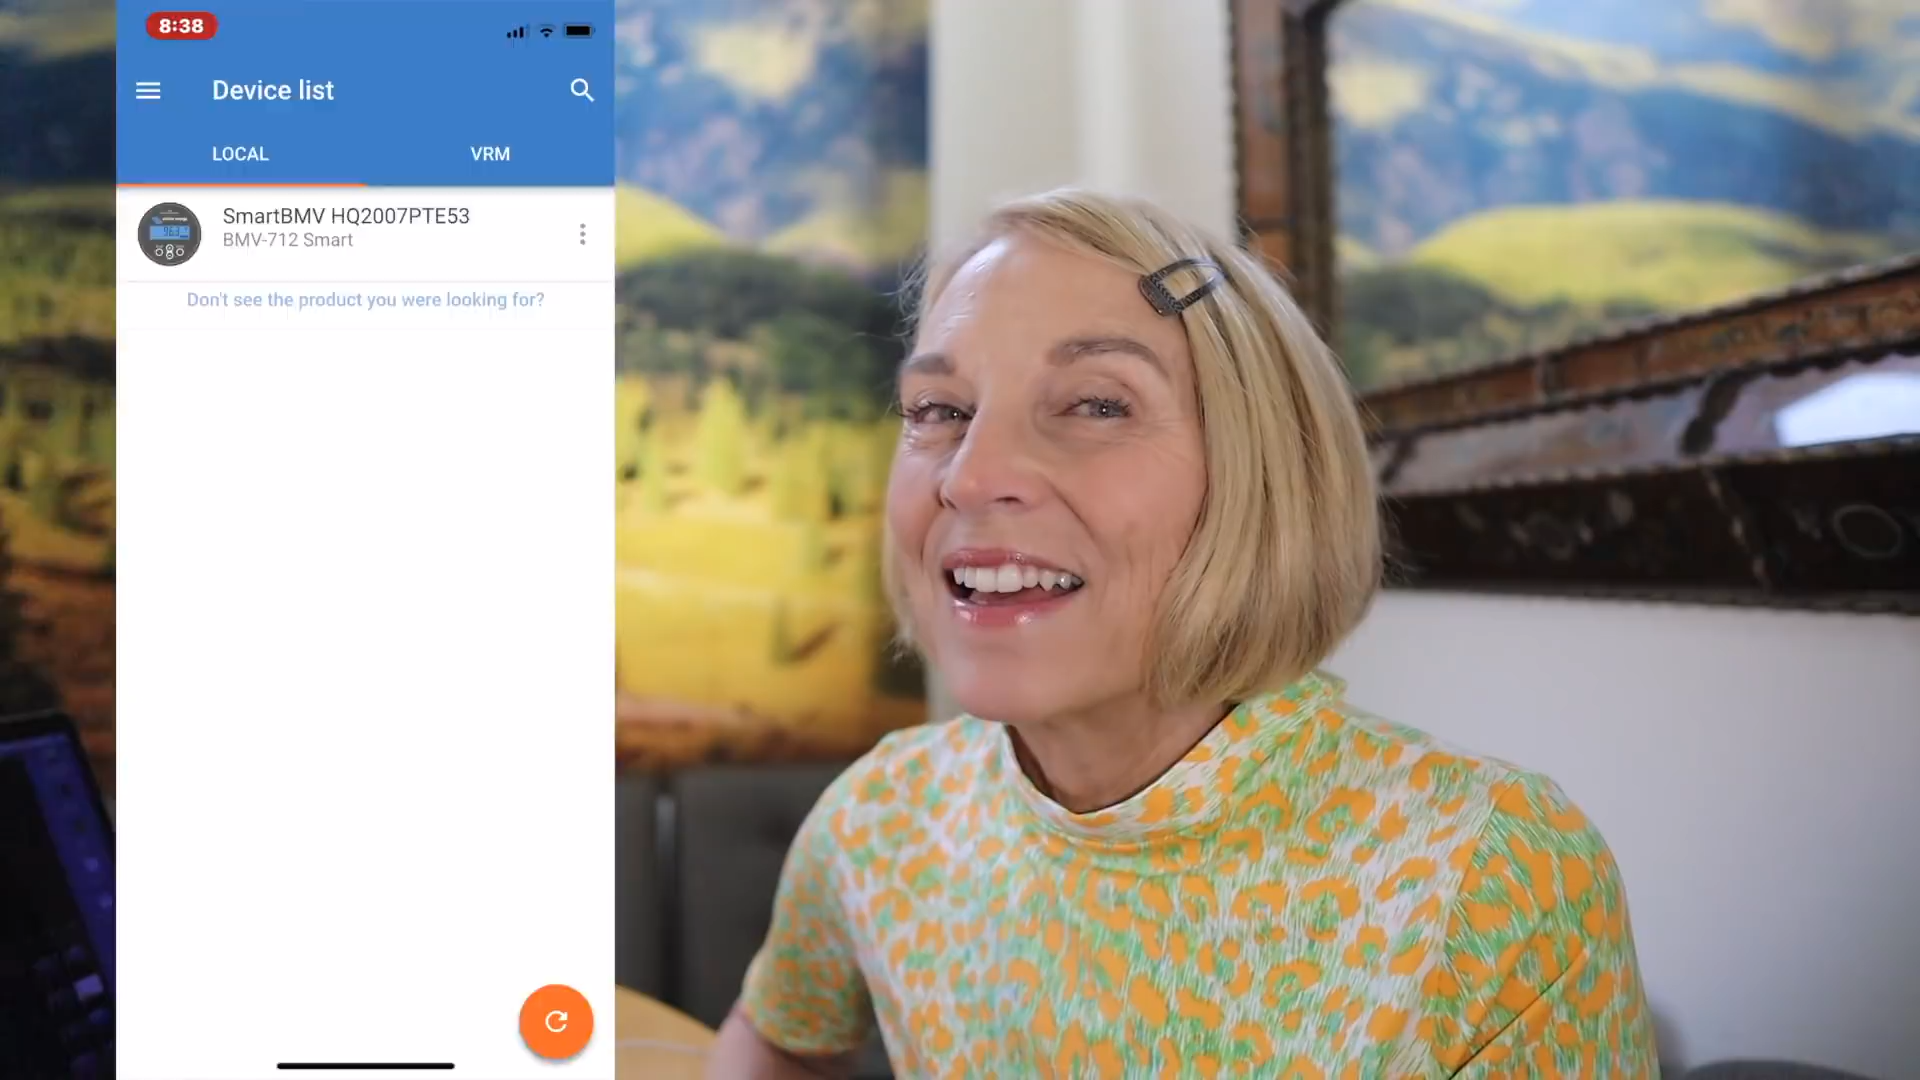 8:38
Device list
LOCAL
VRM
SmartBMV HQ2007PTE53
BMV-712 Smart
Don't see the product you were looking for?